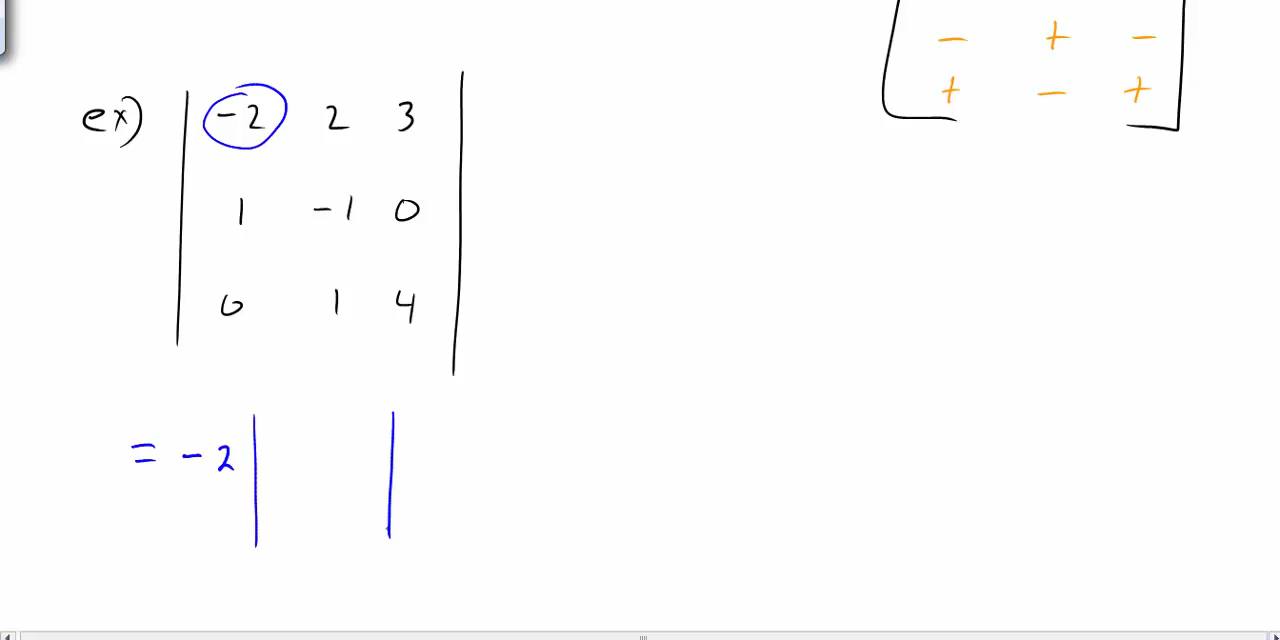 - + -
+ - +
ex) | -2 2 3 |
1 -1 0
0 1 4
= -2 | |